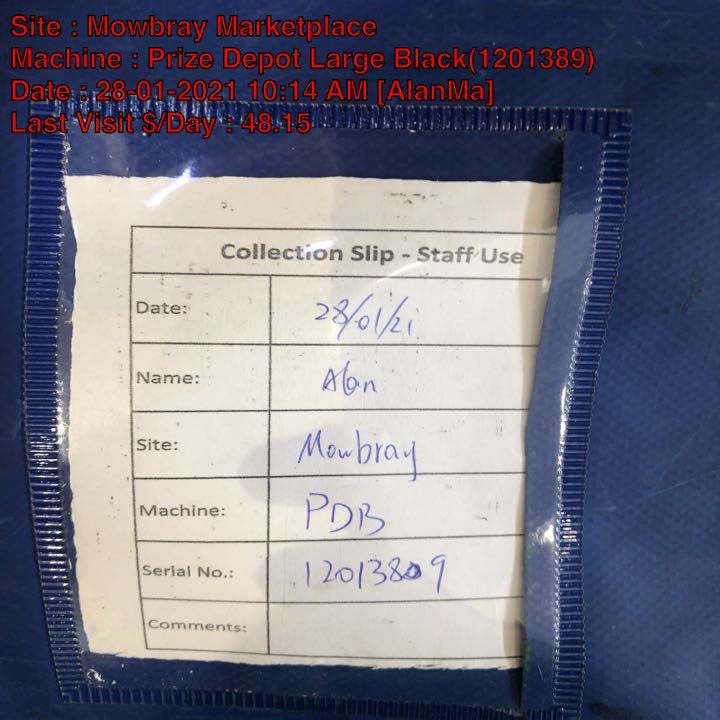 Site : Mowbray Marketplace
Machine : Prize Depot Large Black(1201389)
Date : 28-01-2021 10:14 AM [AlanMa]
Last Visit $/Day : 48.15
Collection Slip - Staff Use
Date: 28/01/21
Name: Alan
Site: Mowbray
Machine: PDB
Serial No.:
Comments: